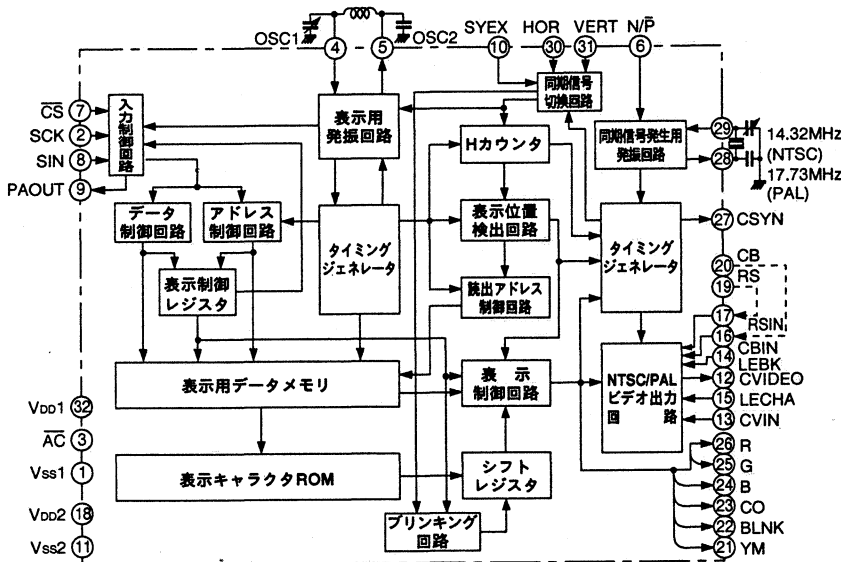 OSC1
4
5
OSC2
SYEX
10
HOR
30
VERT
31
N/P̅
6
C̅S̅
7
SCK
2
SIN
8
PAOUT
9
入力制御回路
表示用
発振回路
同期信号
切換回路
Hカウンタ
同期信号発生用
発振回路
29
28
14.32MHz
(NTSC)
17.73MHz
(PAL)
データ
制御回路
アドレス
制御回路
タイミング
ジェネレータ
表示位置
検出回路
タイミング
ジェネレータ
27
CSYN
CB
20
RS
19
表示制御
レジスタ
読出アドレス
制御回路
17
RSIN
16
CBIN
14
LEBK
表示用データメモリ
表示
制御回路
NTSC/PAL
ビデオ出力
回路
12
CVIDEO
15
LECHA
13
CVIN
VDD1
32
A̅C̅
3
VSS1
1
VDD2
18
VSS2
11
表示キャラクタROM
シフト
レジスタ
ブリンキング
回路
26
R
25
G
24
B
23
CO
22
BLNK
21
YM